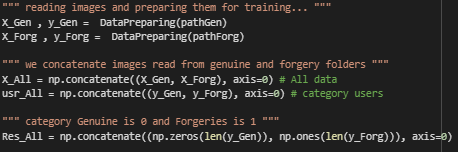 """ reading images and preparing them for training... """
X_Gen , y_Gen =  DataPreparing(pathGen)
X_Forg , y_Forg =  DataPreparing(pathForg)
""" we concatenate images read from genuine and forgery folders """
X_All = np.concatenate((X_Gen, X_Forg), axis=0) # All data
usr_All = np.concatenate((y_Gen, y_Forg), axis=0) # category users
""" category Genuine is 0 and Forgeries is 1 """
Res_All = np.concatenate((np.zeros(len(y_Gen)), np.ones(len(y_Forg))), axis=0)